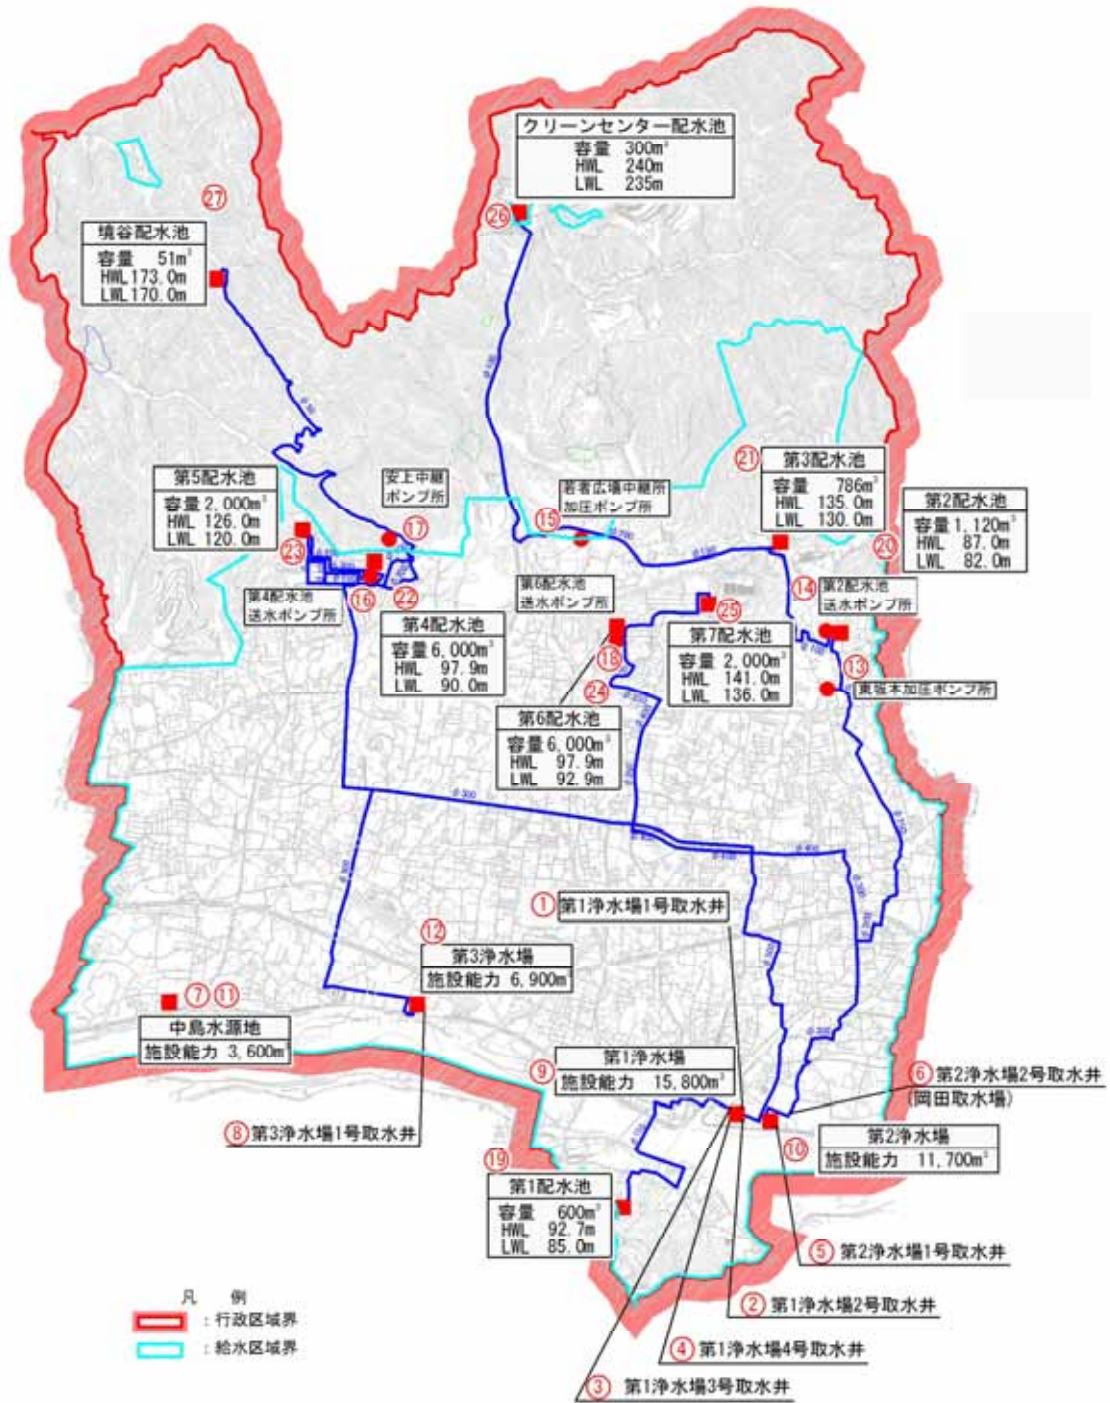 クリーンセンター配水池
容量 300m³
HWL 240m
LWL 235m
㉖
㉗
境谷配水池
容量 51m³
HWL 173.0m
LWL 170.0m
第5配水池
容量 2,000m³
HWL 126.0m
LWL 120.0m
㉓
安上中継
ポンプ所
⑰
若者広場中継所
加圧ポンプ所
⑮
㉑
第3配水池
容量 786m³
HWL 135.0m
LWL 130.0m
第2配水池
容量 1,120m³
HWL 87.0m
LWL 82.0m
⑳
第4配水池
送水ポンプ所
⑯
㉒
第4配水池
容量 6,000m³
HWL 97.9m
LWL 90.0m
第6配水池
送水ポンプ所
⑱
㉔
第6配水池
容量 6,000m³
HWL 97.9m
LWL 92.9m
㉕
第7配水池
容量 2,000m³
HWL 141.0m
LWL 136.0m
⑭
第2配水池
送水ポンプ所
⑬
東坂本加圧ポンプ所
φ300
φ400
① 第1浄水場1号取水井
⑫
第3浄水場
施設能力 6,900m³
⑦ ⑪
中島水源地
施設能力 3,600m³
⑧ 第3浄水場1号取水井
⑨
第1浄水場
施設能力 15,800m³
⑥ 第2浄水場2号取水井
(岡田取水場)
⑩
第2浄水場
施設能力 11,700m³
⑲
第1配水池
容量 600m³
HWL 92.7m
LWL 85.0m
⑤ 第2浄水場1号取水井
② 第1浄水場2号取水井
④ 第1浄水場4号取水井
③ 第1浄水場3号取水井
凡 例
：行政区域界
：給水区域界